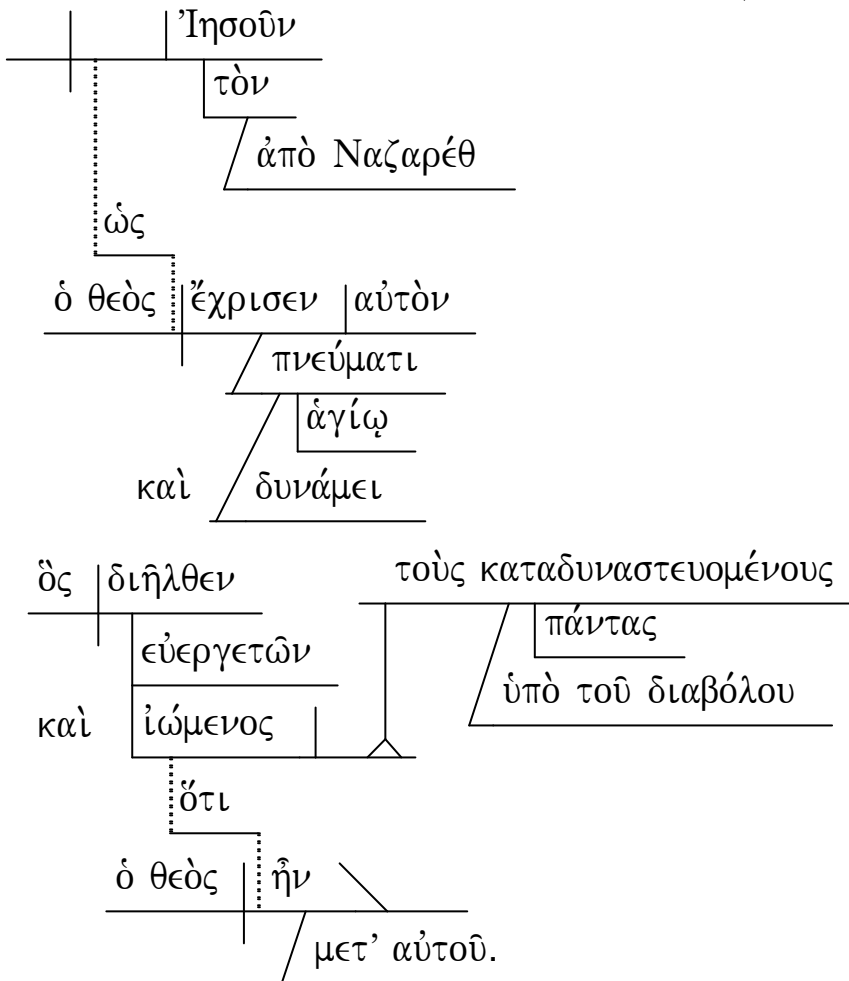 Ἰησοῦν
τὸν
ἀπὸ Ναζαρέθ
ὡς
ὁ θεὸς ἔχρισεν αὐτὸν
πνεύματι
ἁγίῳ
καὶ δυνάμει
ὃς διῆλθεν
τοὺς καταδυναστευομένους
πάντας
εὐεργετῶν
ὑπὸ τοῦ διαβόλου
καὶ ἰώμενος
ὅτι
ὁ θεὸς ἦν
μετ’ αὐτοῦ.